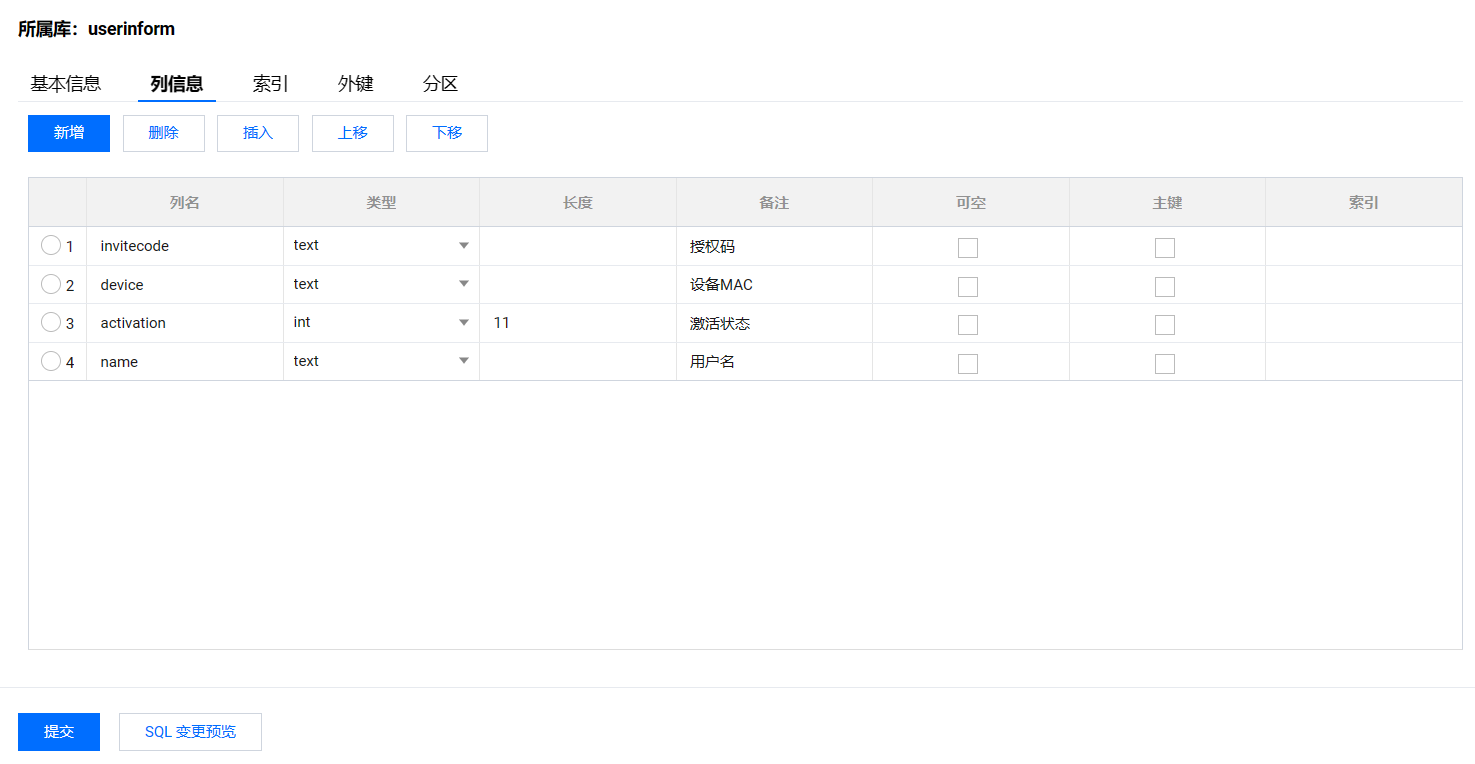 所属库：userinform
基本信息 列信息 索引 外键 分区
新增 删除 插入 上移 下移
列名 类型 长度 备注 可空 主键 索引
1 invitecode text 授权码
2 device text 设备MAC
3 activation int 11 激活状态
4 name text 用户名
提交 SQL 变更预览